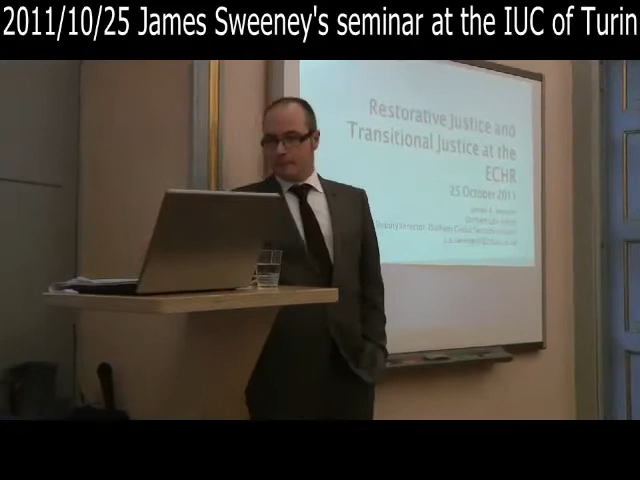 2011/10/25 James Sweeney's seminar at the IUC of Turin
Restorative Justice and
Transitional Justice at the
ECHR
25 October 2011